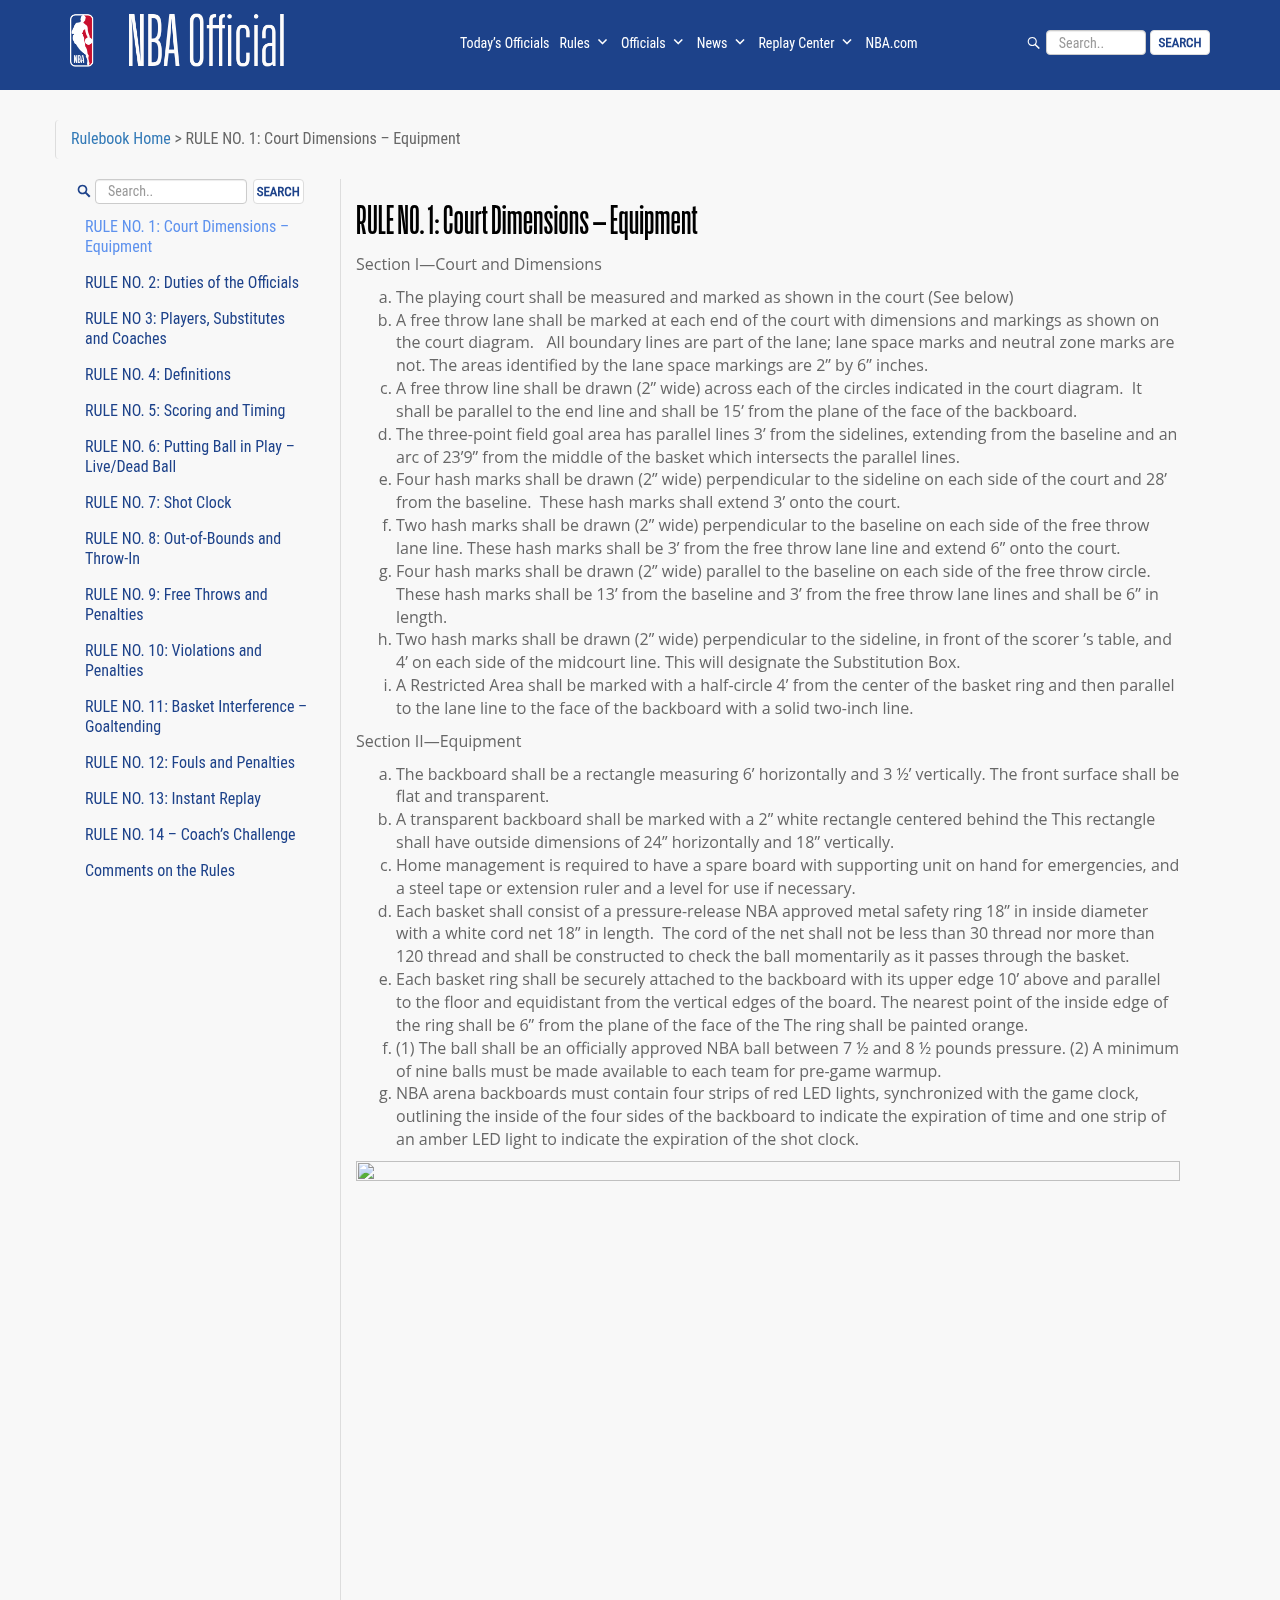 NBA
NBA Official
Today’s Officials Rules Officials News Replay Center NBA.com
Search.. SEARCH
Rulebook Home > RULE NO. 1: Court Dimensions – Equipment
Search.. SEARCH
RULE NO. 1: Court Dimensions –
Equipment
RULE NO. 2: Duties of the Officials
RULE NO 3: Players, Substitutes
and Coaches
RULE NO. 4: Definitions
RULE NO. 5: Scoring and Timing
RULE NO. 6: Putting Ball in Play –
Live/Dead Ball
RULE NO. 7: Shot Clock
RULE NO. 8: Out-of-Bounds and
Throw-In
RULE NO. 9: Free Throws and
Penalties
RULE NO. 10: Violations and
Penalties
RULE NO. 11: Basket Interference –
Goaltending
RULE NO. 12: Fouls and Penalties
RULE NO. 13: Instant Replay
RULE NO. 14 – Coach’s Challenge
Comments on the Rules
RULE NO. 1: Court Dimensions – Equipment
Section I—Court and Dimensions
a. The playing court shall be measured and marked as shown in the court (See below)
b. A free throw lane shall be marked at each end of the court with dimensions and markings as shown on
the court diagram.   All boundary lines are part of the lane; lane space marks and neutral zone marks are
not. The areas identified by the lane space markings are 2” by 6” inches.
c. A free throw line shall be drawn (2” wide) across each of the circles indicated in the court diagram.  It
shall be parallel to the end line and shall be 15’ from the plane of the face of the backboard.
d. The three-point field goal area has parallel lines 3’ from the sidelines, extending from the baseline and an
arc of 23’9” from the middle of the basket which intersects the parallel lines.
e. Four hash marks shall be drawn (2” wide) perpendicular to the sideline on each side of the court and 28’
from the baseline.  These hash marks shall extend 3’ onto the court.
f. Two hash marks shall be drawn (2” wide) perpendicular to the baseline on each side of the free throw
lane line. These hash marks shall be 3’ from the free throw lane line and extend 6” onto the court.
g. Four hash marks shall be drawn (2” wide) parallel to the baseline on each side of the free throw circle.
These hash marks shall be 13’ from the baseline and 3’ from the free throw lane lines and shall be 6” in
length.
h. Two hash marks shall be drawn (2” wide) perpendicular to the sideline, in front of the scorer ’s table, and
4’ on each side of the midcourt line. This will designate the Substitution Box.
i. A Restricted Area shall be marked with a half-circle 4’ from the center of the basket ring and then parallel
to the lane line to the face of the backboard with a solid two-inch line.
Section II—Equipment
a. The backboard shall be a rectangle measuring 6’ horizontally and 3 ½’ vertically. The front surface shall be
flat and transparent.
b. A transparent backboard shall be marked with a 2” white rectangle centered behind the This rectangle
shall have outside dimensions of 24” horizontally and 18” vertically.
c. Home management is required to have a spare board with supporting unit on hand for emergencies, and
a steel tape or extension ruler and a level for use if necessary.
d. Each basket shall consist of a pressure-release NBA approved metal safety ring 18” in inside diameter
with a white cord net 18” in length.  The cord of the net shall not be less than 30 thread nor more than
120 thread and shall be constructed to check the ball momentarily as it passes through the basket.
e. Each basket ring shall be securely attached to the backboard with its upper edge 10’ above and parallel
to the floor and equidistant from the vertical edges of the board. The nearest point of the inside edge of
the ring shall be 6” from the plane of the face of the The ring shall be painted orange.
f. (1) The ball shall be an officially approved NBA ball between 7 ½ and 8 ½ pounds pressure. (2) A minimum
of nine balls must be made available to each team for pre-game warmup.
g. NBA arena backboards must contain four strips of red LED lights, synchronized with the game clock,
outlining the inside of the four sides of the backboard to indicate the expiration of time and one strip of
an amber LED light to indicate the expiration of the shot clock.